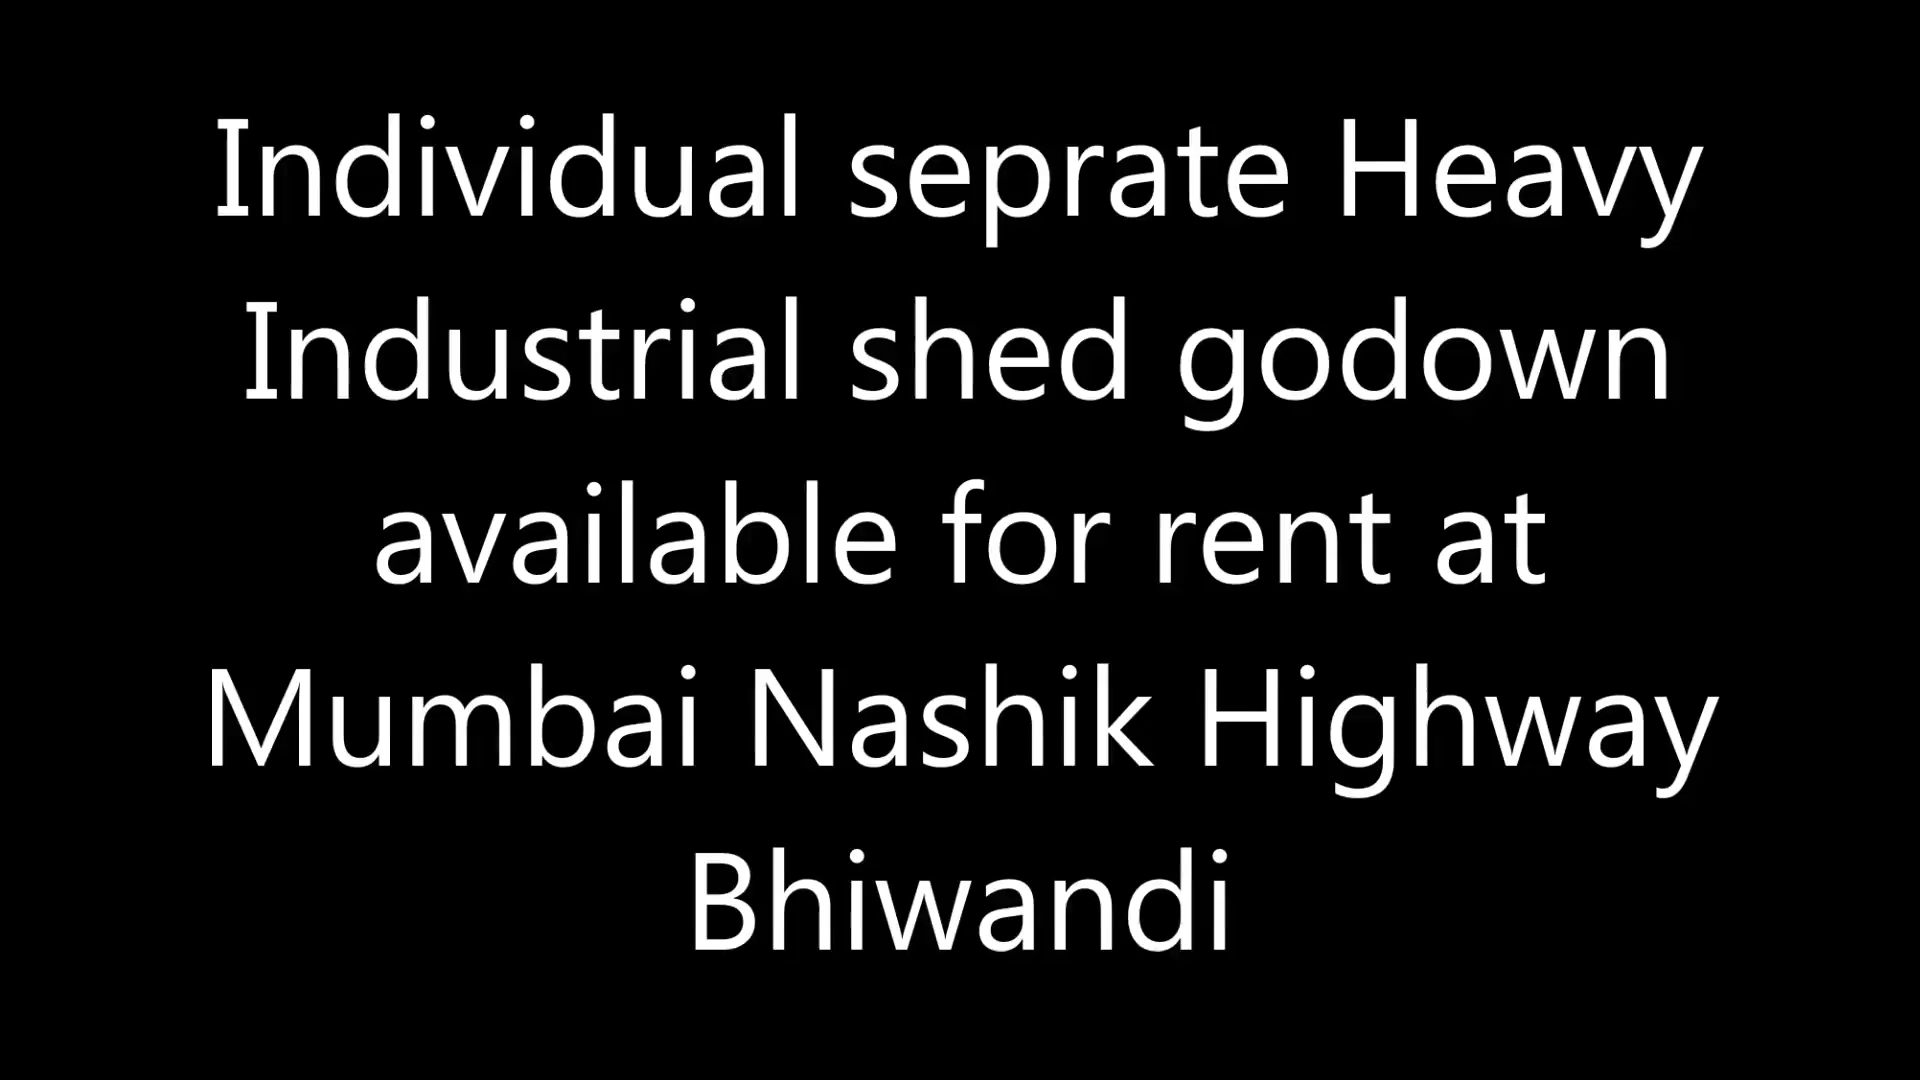 Individual seprate Heavy
Industrial shed godown
available for rent at
Mumbai Nashik Highway
Bhiwandi